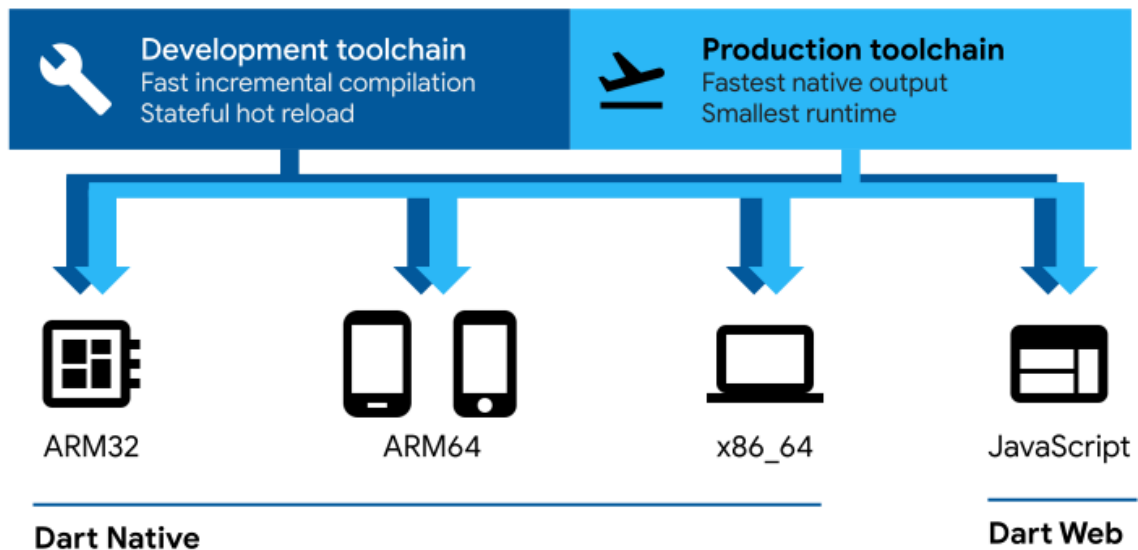 Development toolchain
Fast incremental compilation
Stateful hot reload
Production toolchain
Fastest native output
Smallest runtime
ARM32
ARM64
x86_64
JavaScript
Dart Native
Dart Web